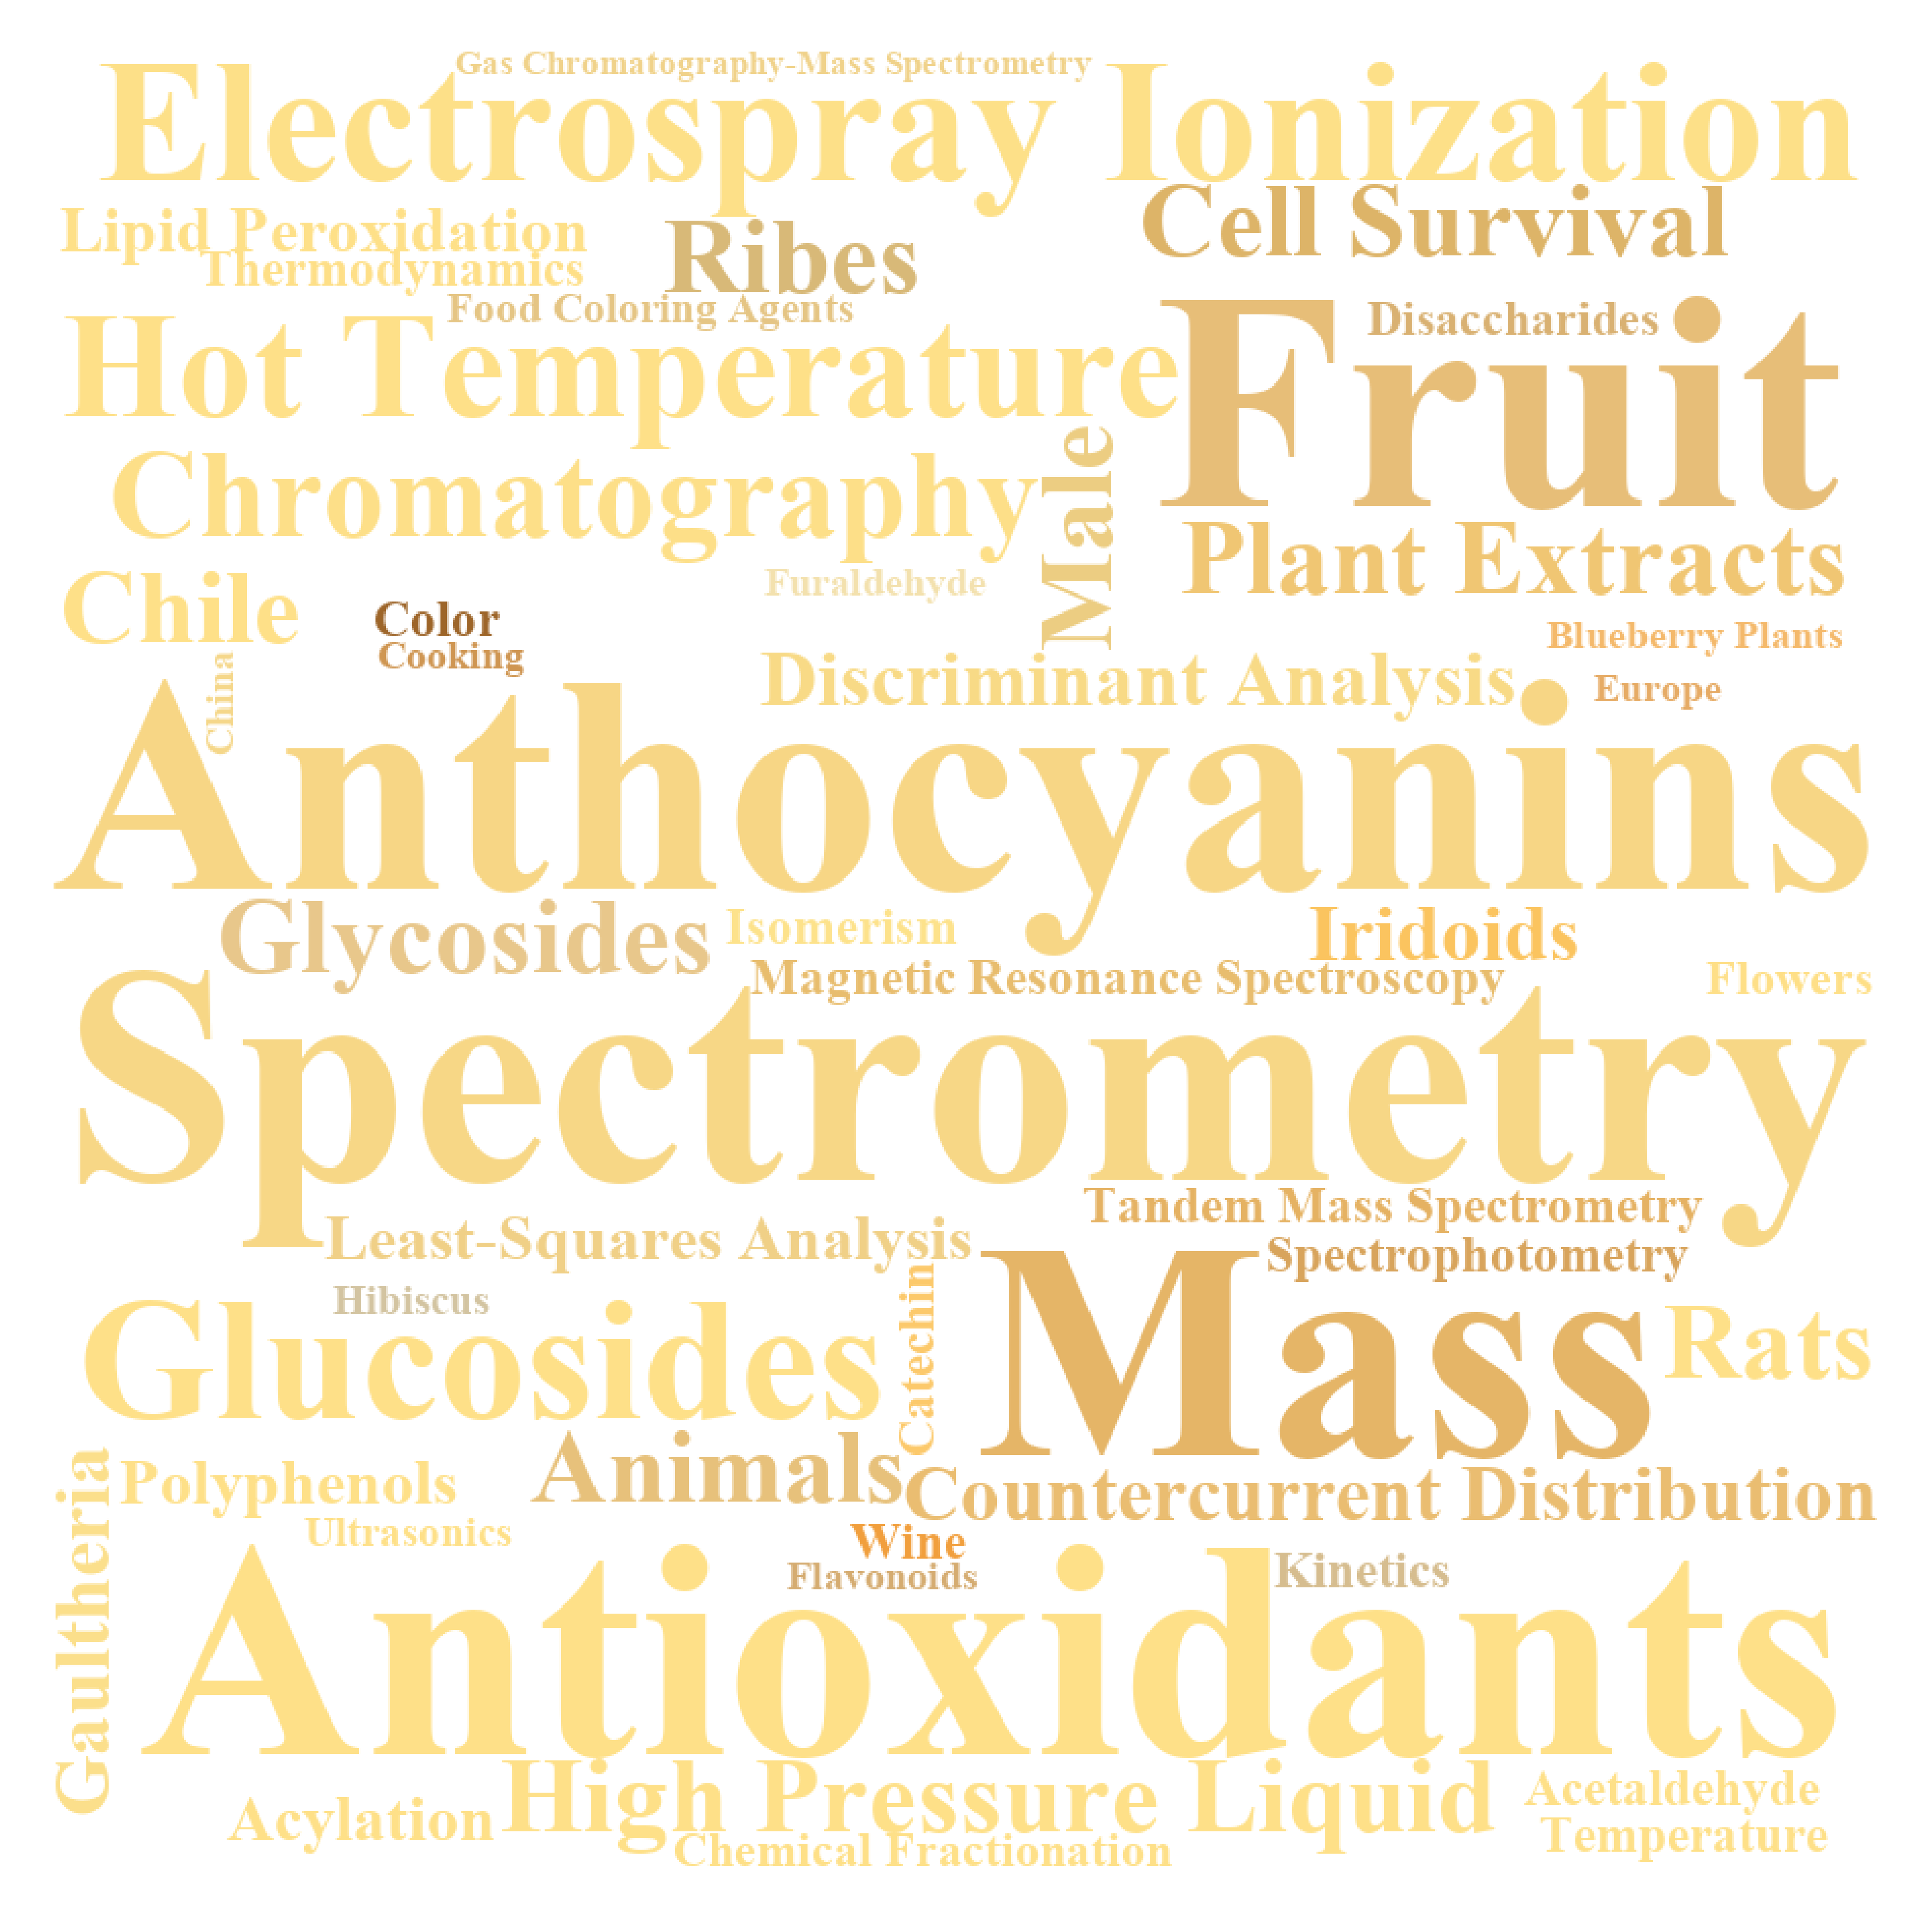 Gas Chromatography-Mass Spectrometry
Electrospray Ionization
Cell Survival
Lipid Peroxidation
Ribes
Thermodynamics
Food Coloring Agents
Disaccharides
Hot Temperature
Fruit
Chromatography
Male
Plant Extracts
Chile
Furaldehyde
Color
Cooking
Blueberry Plants
China
Discriminant Analysis
Europe
Anthocyanins
Glycosides
Isomerism
Iridoids
Magnetic Resonance Spectroscopy
Flowers
Spectrometry
Tandem Mass Spectrometry
Least-Squares Analysis
Spectrophotometry
Hibiscus
Catechin
Mass
Glucosides
Rats
Gaultheria
Polyphenols
Animals
Countercurrent Distribution
Ultrasonics
Wine
Flavonoids
Kinetics
Antioxidants
High Pressure Liquid
Acetaldehyde
Acylation
Temperature
Chemical Fractionation